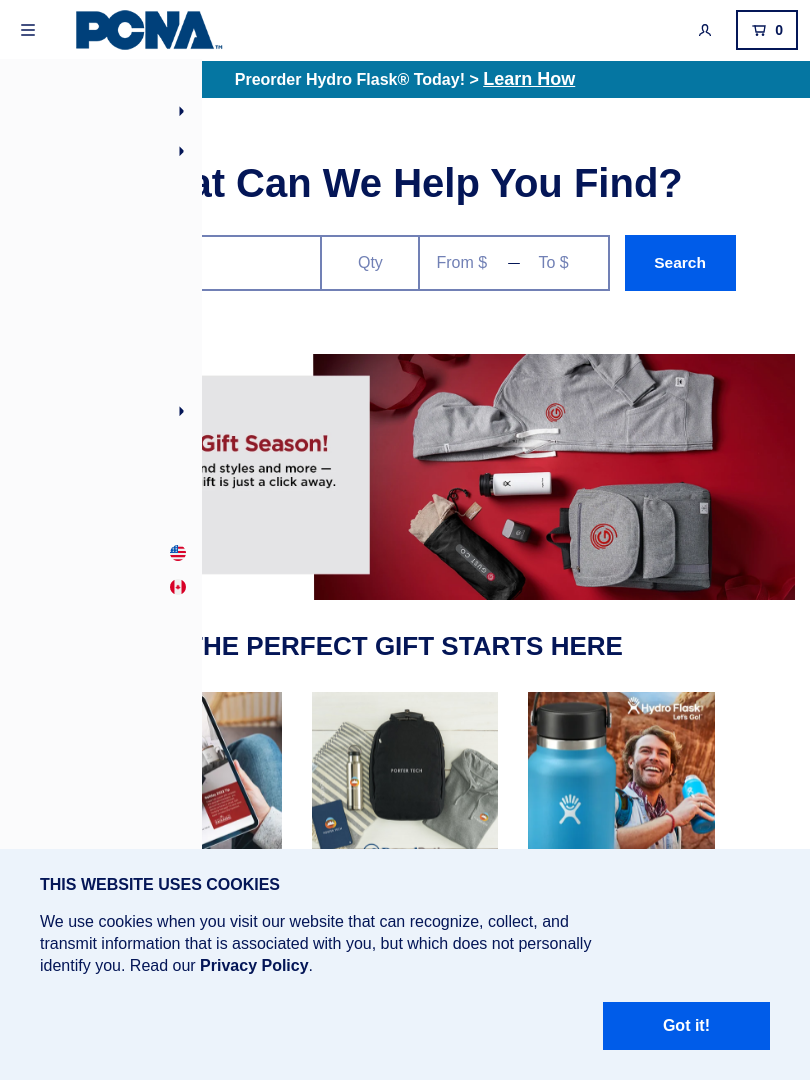 PCNA™
0
Preorder Hydro Flask® Today! > Learn How
at Can We Help You Find?
Qty
From $
—
To $
Search
Gift Season!
nd styles and more —
ift is just a click away.
GUST CO
THE PERFECT GIFT STARTS HERE
PORTER TECH
Hydro Flask
Let's Go!
THIS WEBSITE USES COOKIES
We use cookies when you visit our website that can recognize, collect, and
transmit information that is associated with you, but which does not personally
identify you. Read our Privacy Policy.
Got it!